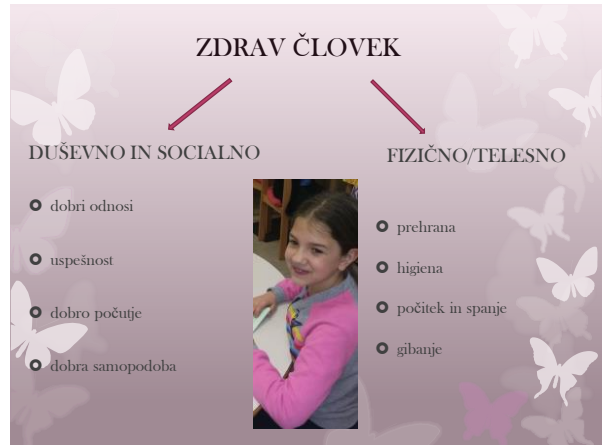 ZDRAV ČLOVEK
DUŠEVNO IN SOCIALNO
dobri odnosi
uspešnost
dobro počutje
dobra samopodoba
FIZIČNO/TELESNO
prehrana
higiena
počitek in spanje
gibanje